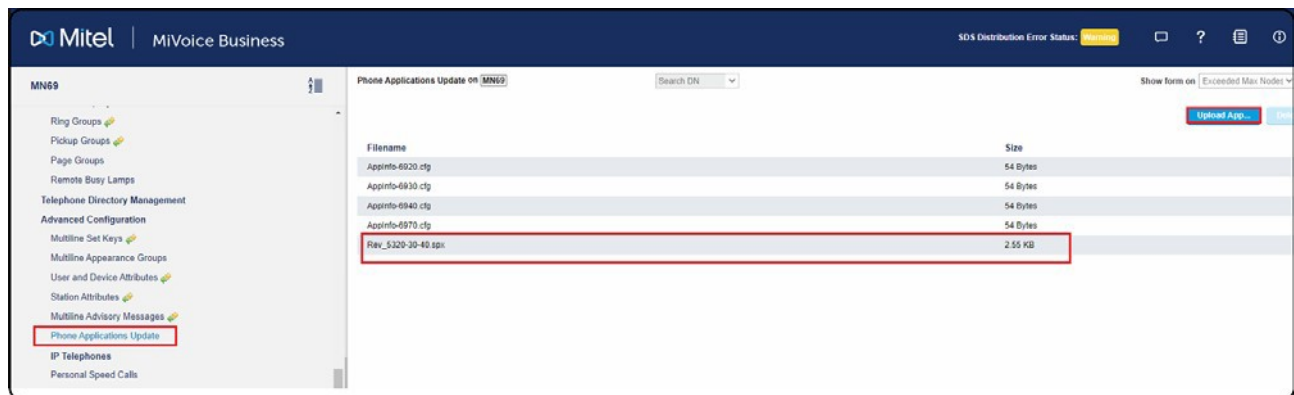 Mitel | MiVoice Business
SDS Distribution Error Status: Warning
MN69
Ring Groups
Pickup Groups
Page Groups
Remote Busy Lamps
Telephone Directory Management
Advanced Configuration
Multiline Set Keys
Multiline Appearance Groups
User and Device Attributes
Station Attributes
Multiline Advisory Messages
Phone Applications Update
IP Telephones
Personal Speed Calls
Phone Applications Update on MN69
Search DN
Show form on Exceeded Max Nodes
Upload App...
Filename Size
AppInfo-6920.cfg 54 Bytes
AppInfo-6930.cfg 54 Bytes
AppInfo-6940.cfg 54 Bytes
AppInfo-6970.cfg 54 Bytes
Rev_5320-30-40.spx 2.55 KB